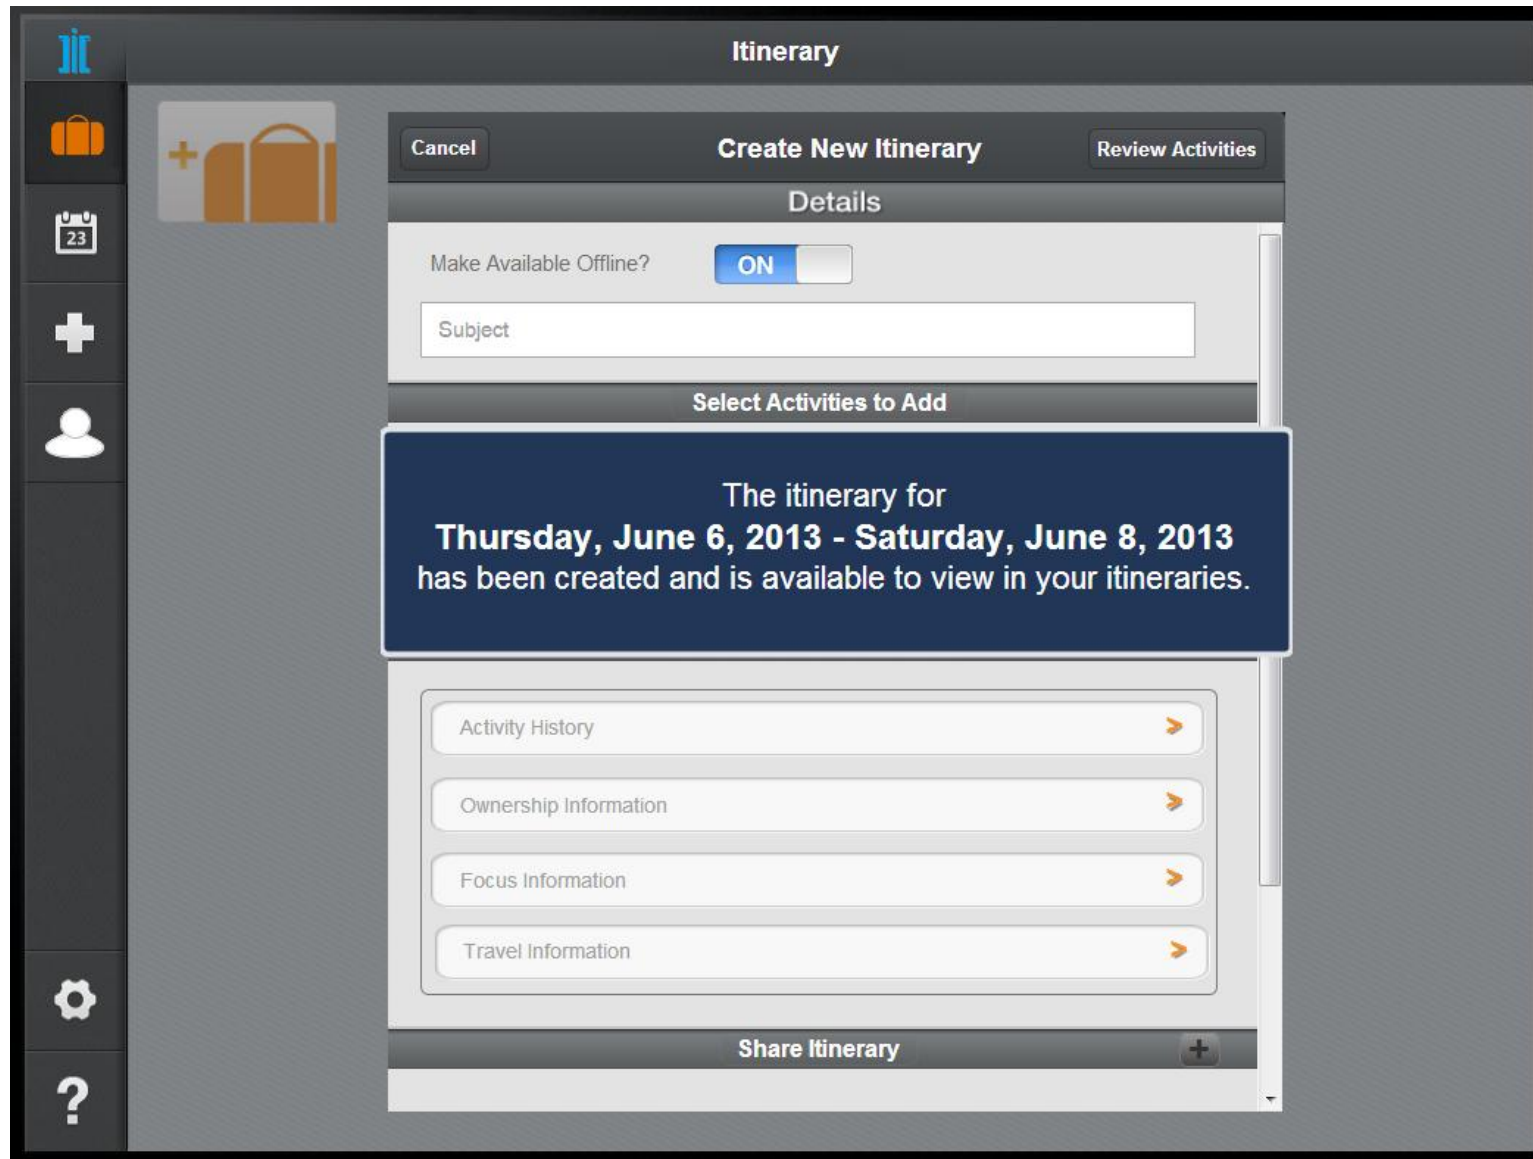 Itinerary
Cancel
Create New Itinerary
Review Activities
Details
23
Make Available Offline?
ON
Subject
Select Activities to Add
The itinerary for
Thursday, June 6, 2013 - Saturday, June 8, 2013
has been created and is available to view in your itineraries.
Activity History
Ownership Information
Focus Information
Travel Information
Share Itinerary
?